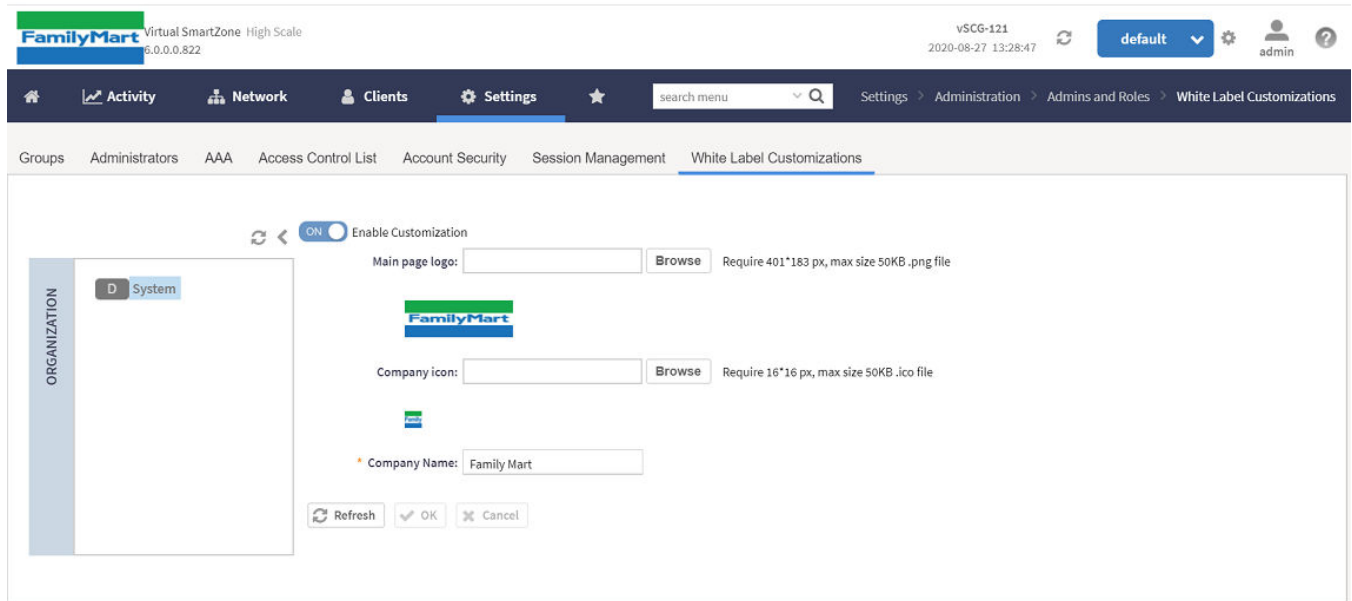 FamilyMart
Virtual SmartZone High Scale
6.0.0.0.822
vSCG-121
2020-08-27 13:28:47
default
admin
Activity
Network
Clients
Settings
search menu
Settings > Administration > Admins and Roles > White Label Customizations
Groups Administrators AAA Access Control List Account Security Session Management White Label Customizations
ON Enable Customization
Main page logo: Browse Require 401*183 px, max size 50KB .png file
ORGANIZATION
D System
FamilyMart
Company icon: Browse Require 16*16 px, max size 50KB .ico file
Family
* Company Name: Family Mart
Refresh OK Cancel